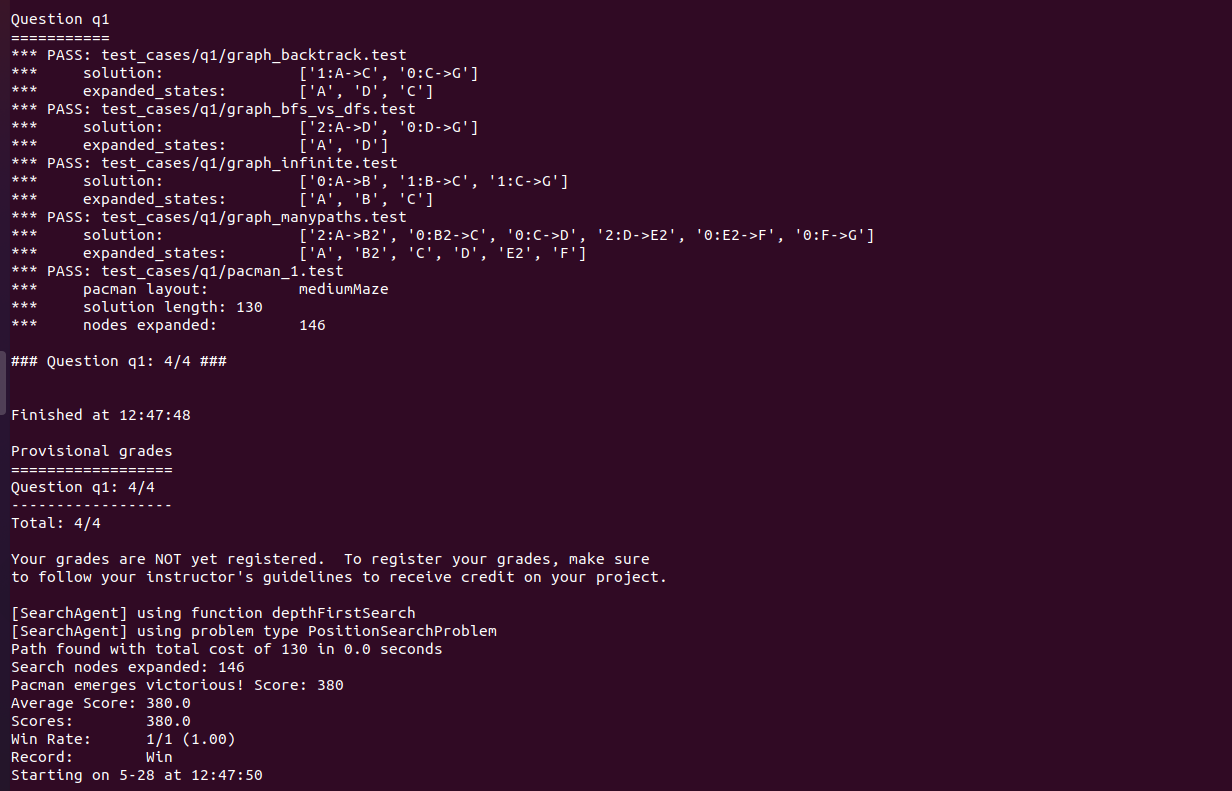 Question q1
===========
*** PASS: test_cases/q1/graph_backtrack.test
***     solution:               ['1:A->C', '0:C->G']
***     expanded_states:        ['A', 'D', 'C']
*** PASS: test_cases/q1/graph_bfs_vs_dfs.test
***     solution:               ['2:A->D', '0:D->G']
***     expanded_states:        ['A', 'D']
*** PASS: test_cases/q1/graph_infinite.test
***     solution:               ['0:A->B', '1:B->C', '1:C->G']
***     expanded_states:        ['A', 'B', 'C']
*** PASS: test_cases/q1/graph_manypaths.test
***     solution:               ['2:A->B2', '0:B2->C', '0:C->D', '2:D->E2', '0:E2->F', '0:F->G']
***     expanded_states:        ['A', 'B2', 'C', 'D', 'E2', 'F']
*** PASS: test_cases/q1/pacman_1.test
***     pacman layout:          mediumMaze
***     solution length: 130
***     nodes expanded:         146

### Question q1: 4/4 ###

Finished at 12:47:48

Provisional grades
==================
Question q1: 4/4
------------------
Total: 4/4

Your grades are NOT yet registered.  To register your grades, make sure
to follow your instructor's guidelines to receive credit on your project.

[SearchAgent] using function depthFirstSearch
[SearchAgent] using problem type PositionSearchProblem
Path found with total cost of 130 in 0.0 seconds
Search nodes expanded: 146
Pacman emerges victorious! Score: 380
Average Score: 380.0
Scores:        380.0
Win Rate:      1/1 (1.00)
Record:        Win
Starting on 5-28 at 12:47:50